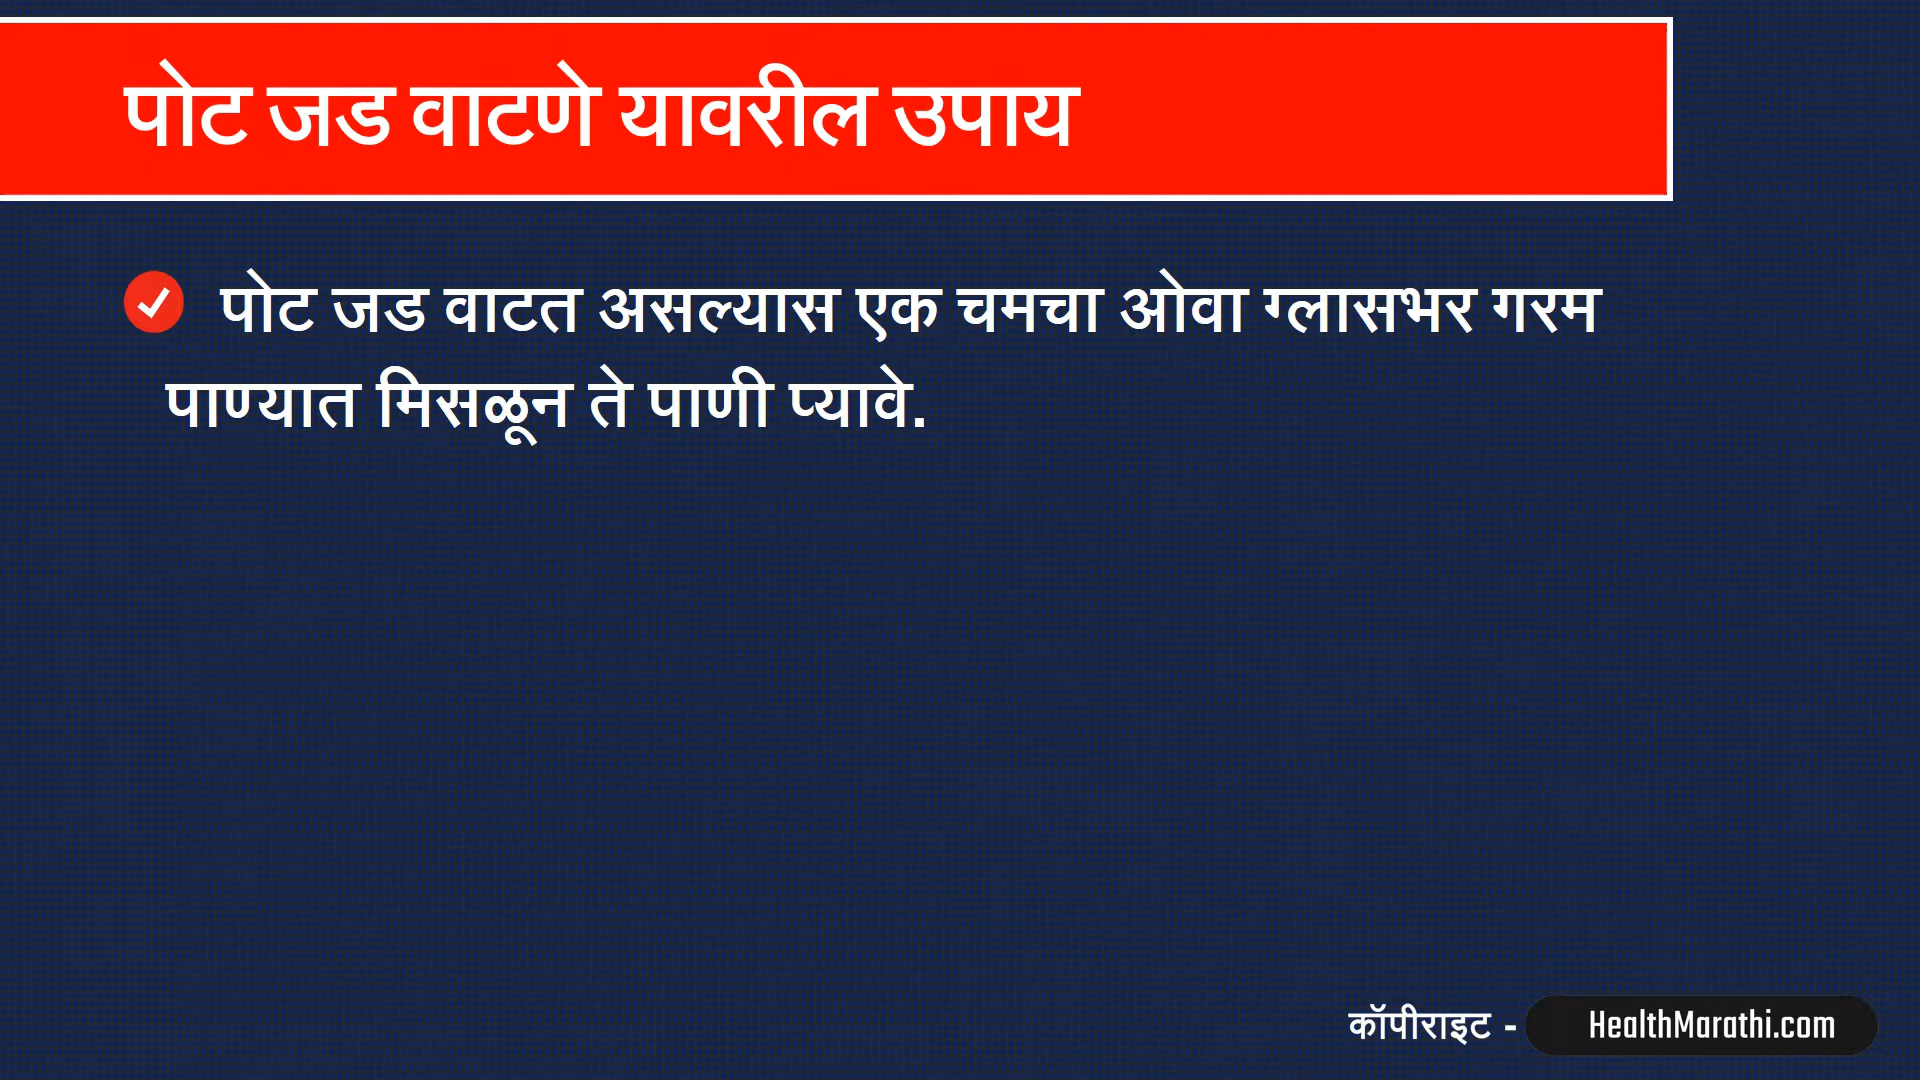 पोट जड वाटणे यावरील उपाय
पोट जड वाटत असल्यास एक चमचा ओवा ग्लासभर गरम
पाण्यात मिसळून ते पाणी प्यावे.
कॉपीराइट - HealthMarathi.com